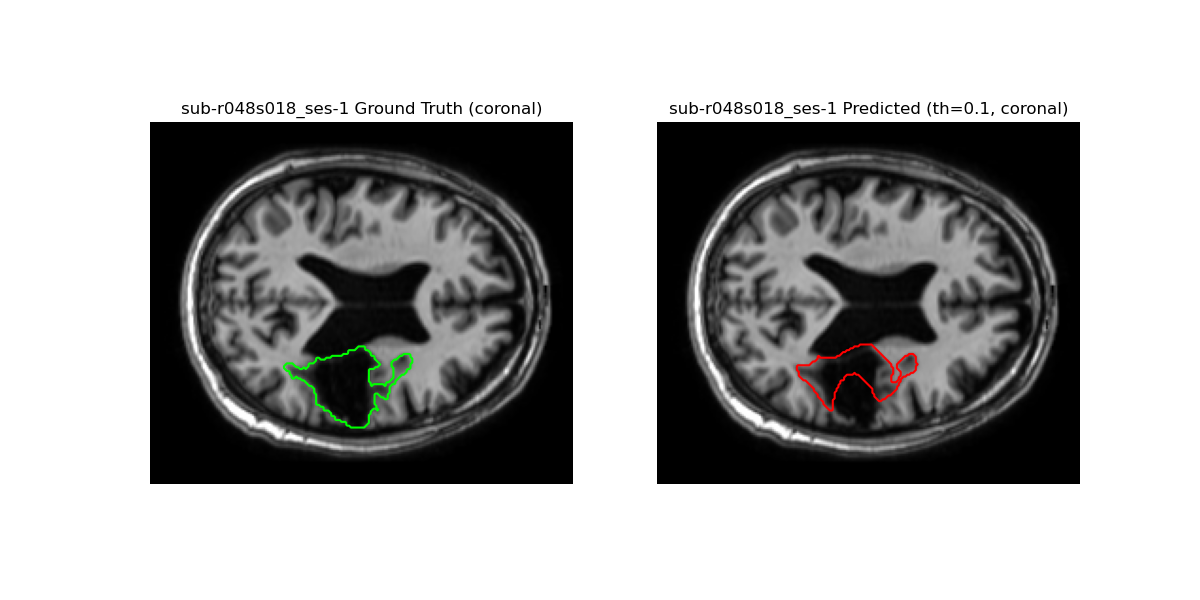 sub-r048s018_ses-1 Ground Truth (coronal)
sub-r048s018_ses-1 Predicted (th=0.1, coronal)